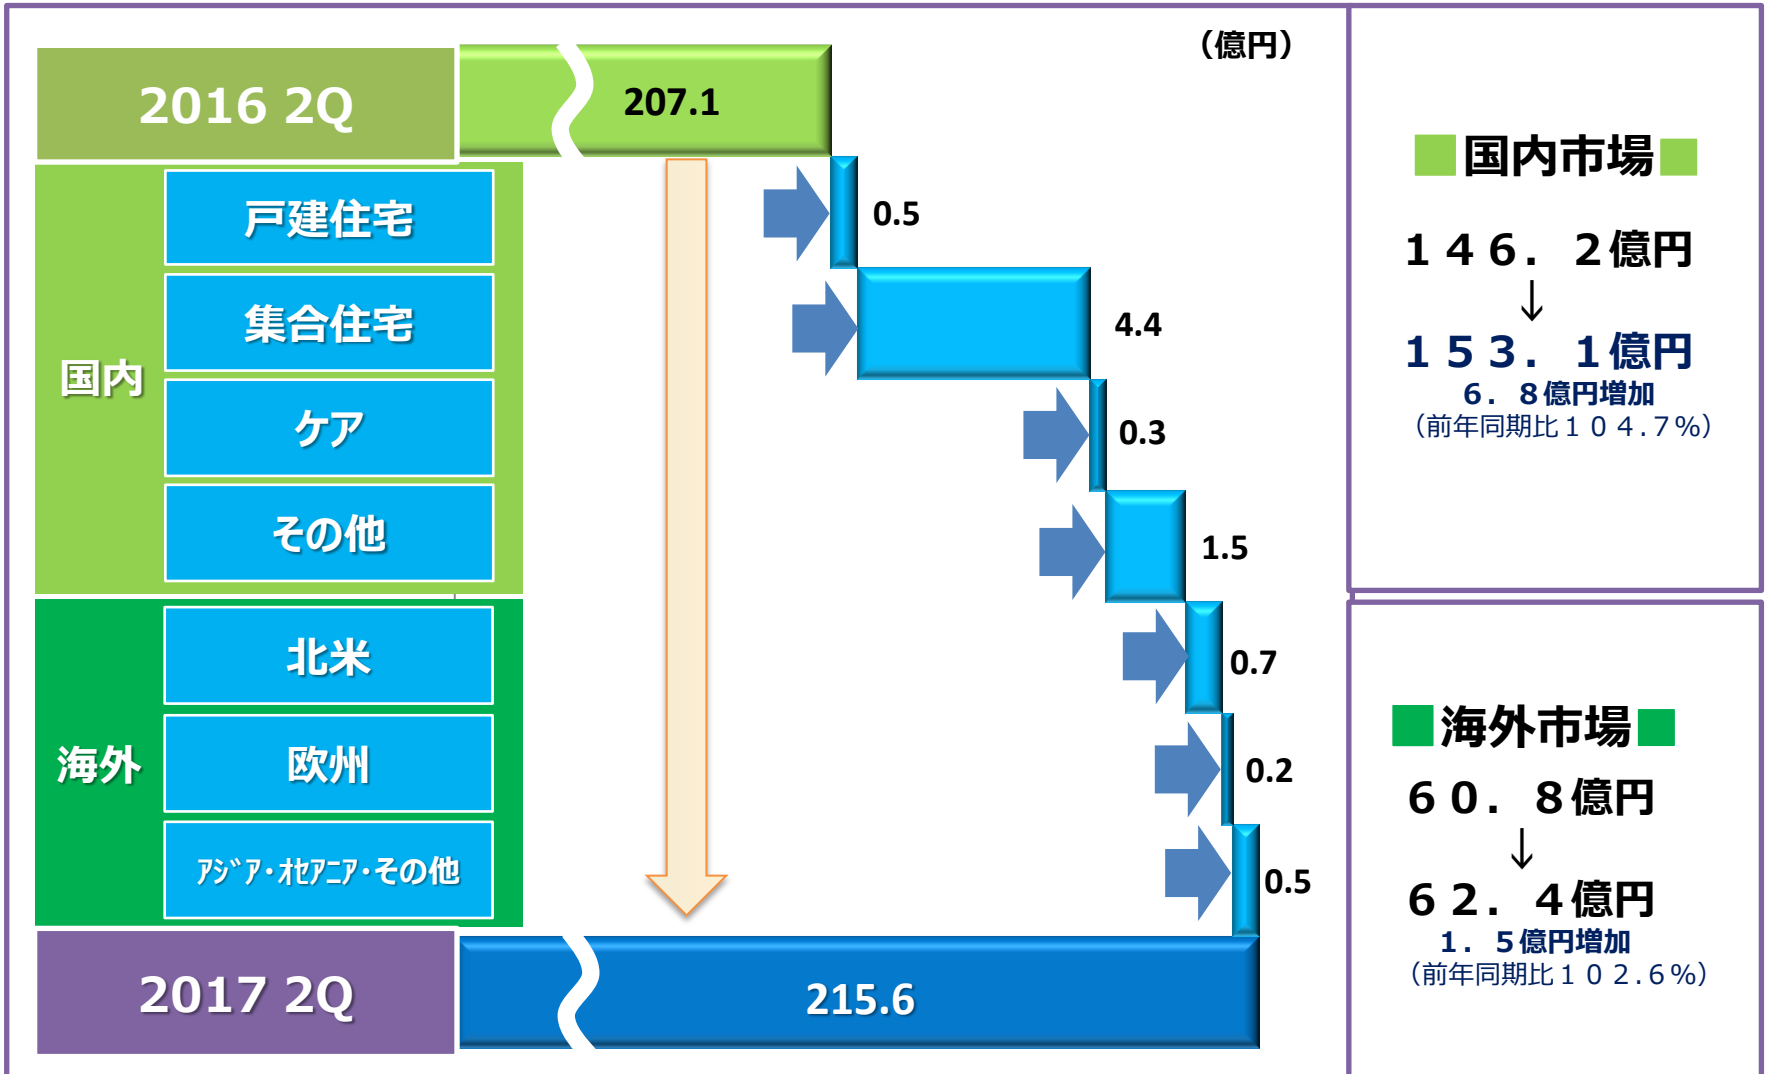 (億円)
2016 2Q
207.1
国内
戸建住宅
0.5
集合住宅
4.4
ケア
0.3
その他
1.5
海外
北米
0.7
欧州
0.2
ｱｼﾞｱ・ｵｾｱﾆｱ・その他
0.5
2017 2Q
215.6
■国内市場■
１４６．２億円
↓
１５３．１億円
６．８億円増加
（前年同期比１０４.７％）
■海外市場■
６０．８億円
↓
６２．４億円
１．５億円増加
（前年同期比１０２.６％）